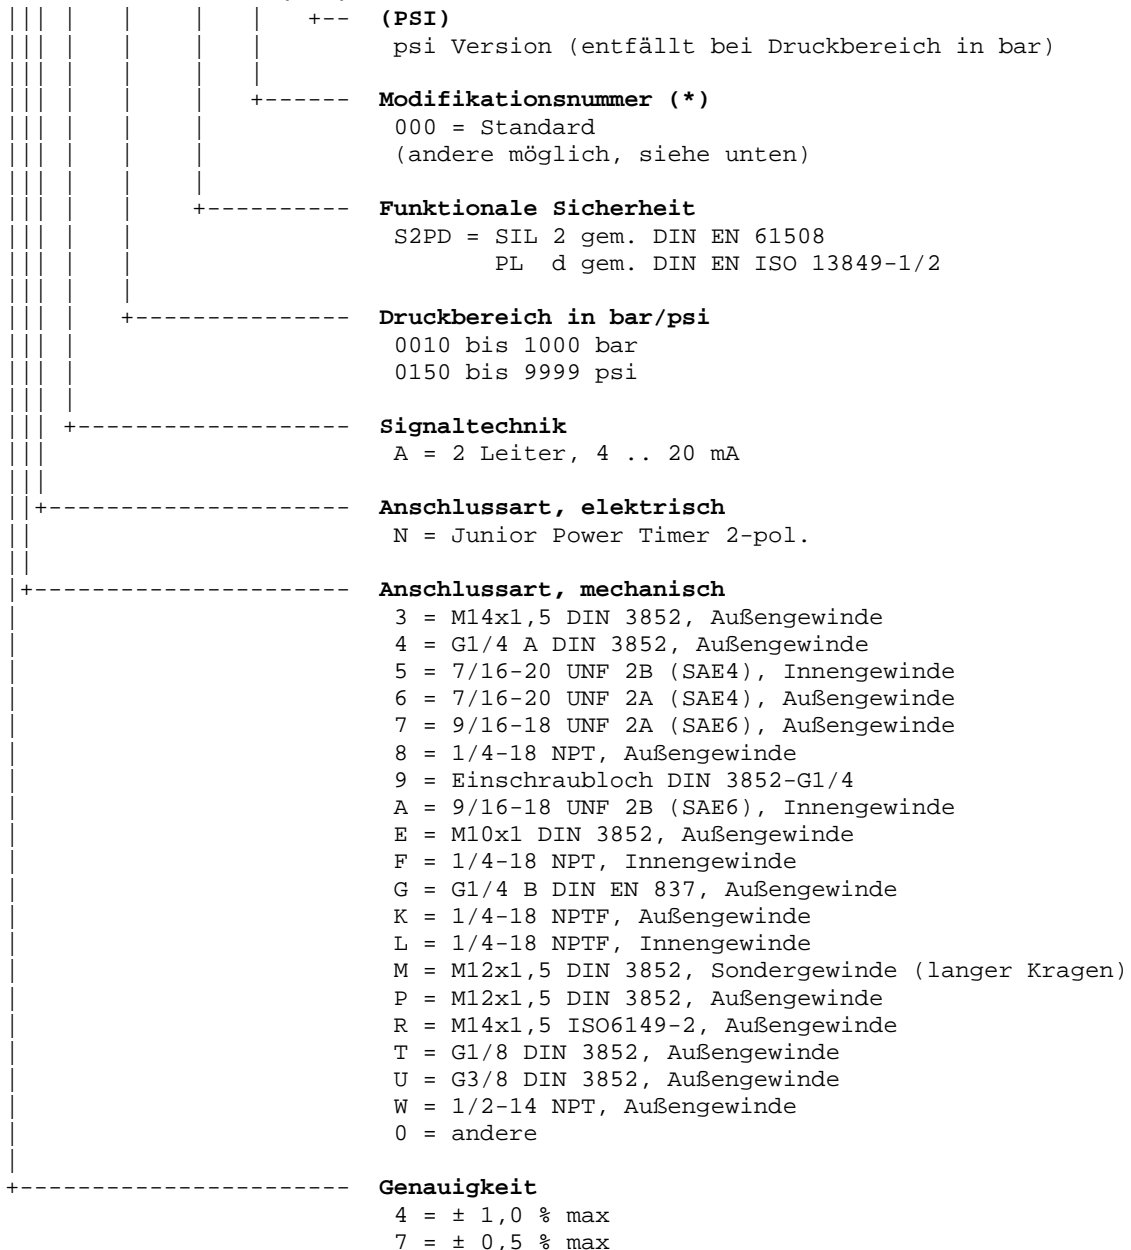 (PSI)
psi Version (entfällt bei Druckbereich in bar)
Modifikationsnummer (*)
000 = Standard
(andere möglich, siehe unten)
Funktionale Sicherheit
S2PD = SIL 2 gem. DIN EN 61508
PL d gem. DIN EN ISO 13849-1/2
Druckbereich in bar/psi
0010 bis 1000 bar
0150 bis 9999 psi
Signaltechnik
A = 2 Leiter, 4 .. 20 mA
Anschlussart, elektrisch
N = Junior Power Timer 2-pol.
Anschlussart, mechanisch
3 = M14x1,5 DIN 3852, Außengewinde
4 = G1/4 A DIN 3852, Außengewinde
5 = 7/16-20 UNF 2B (SAE4), Innengewinde
6 = 7/16-20 UNF 2A (SAE4), Außengewinde
7 = 9/16-18 UNF 2A (SAE6), Außengewinde
8 = 1/4-18 NPT, Außengewinde
9 = Einschraubloch DIN 3852-G1/4
A = 9/16-18 UNF 2B (SAE6), Innengewinde
E = M10x1 DIN 3852, Außengewinde
F = 1/4-18 NPT, Innengewinde
G = G1/4 B DIN EN 837, Außengewinde
K = 1/4-18 NPTF, Außengewinde
L = 1/4-18 NPTF, Innengewinde
M = M12x1,5 DIN 3852, Sondergewinde (langer Kragen)
P = M12x1,5 DIN 3852, Außengewinde
R = M14x1,5 ISO6149-2, Außengewinde
T = G1/8 DIN 3852, Außengewinde
U = G3/8 DIN 3852, Außengewinde
W = 1/2-14 NPT, Außengewinde
0 = andere
Genauigkeit
4 = ± 1,0 % max
7 = ± 0,5 % max